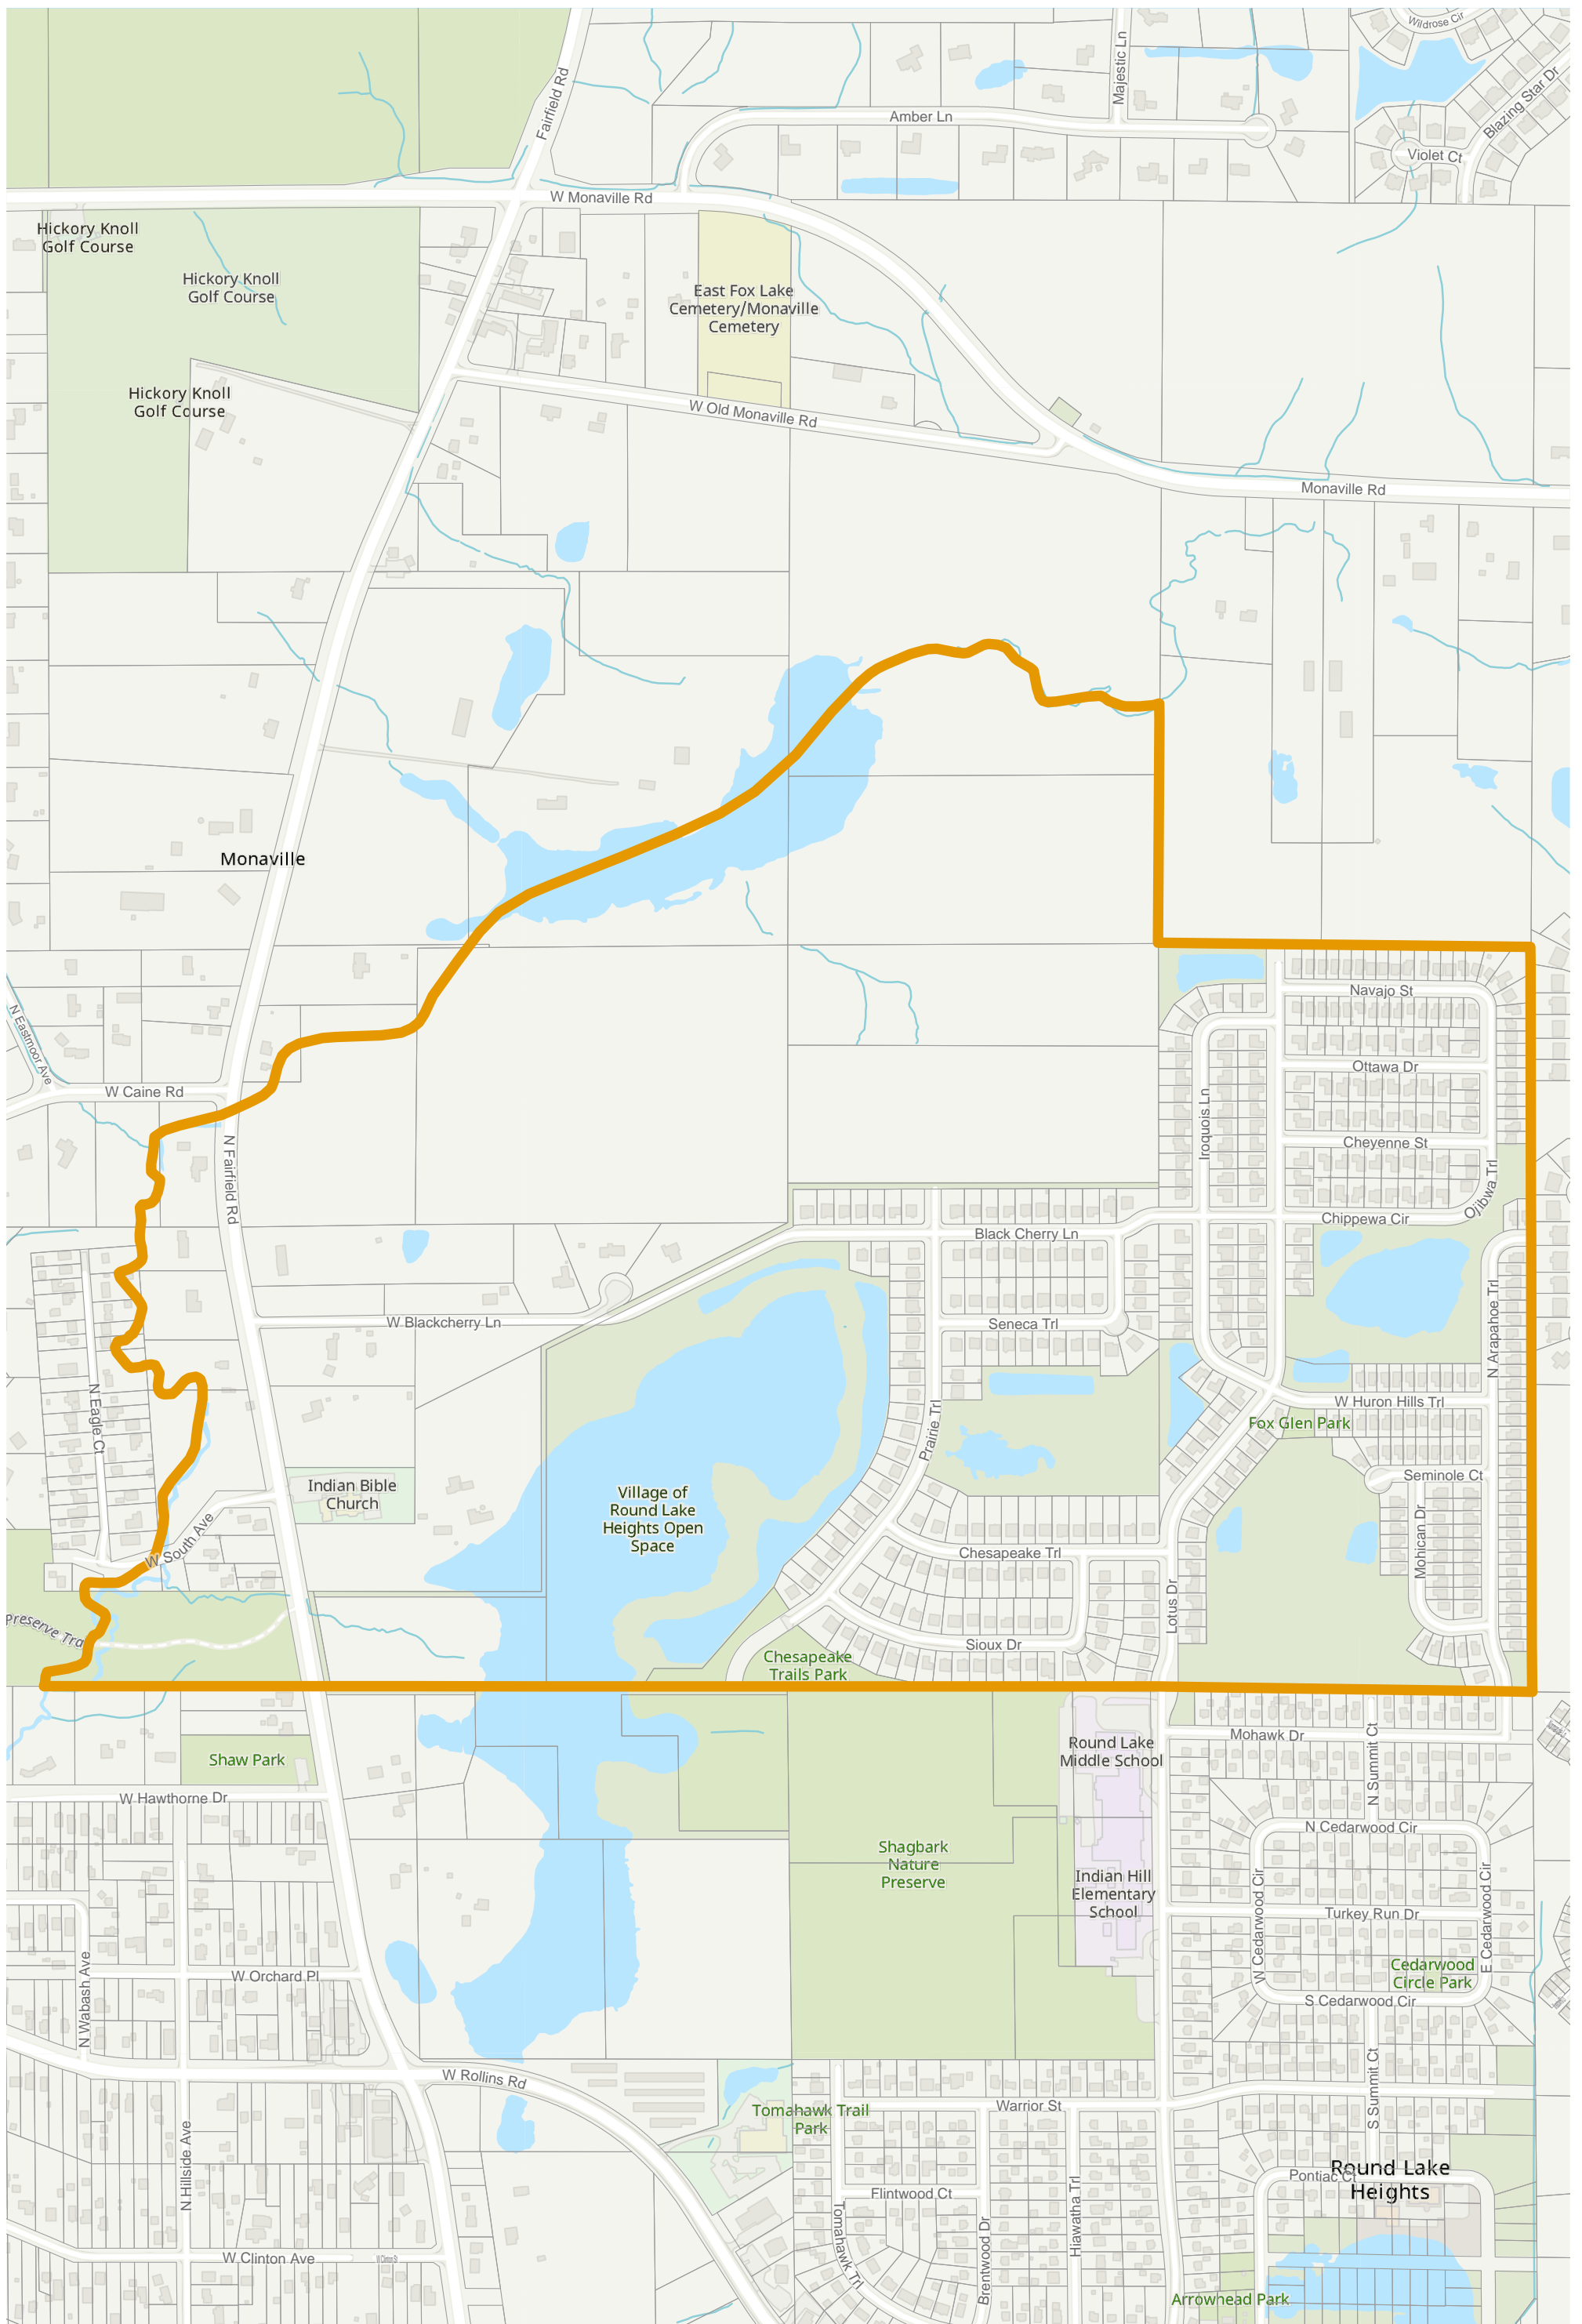 Wildrose Cir
Majestic Ln
Fairfield Rd
Blazing Star Dr
Amber Ln
Violet Ct
W Monaville Rd
Hickory Knoll
Golf Course
Hickory Knoll
Golf Course
East Fox Lake
Cemetery/Monaville
Cemetery
Hickory Knoll
Golf Course
W Old Monaville Rd
Monaville Rd
Monaville
N Eastmoor Ave
W Caine Rd
Navajo St
Ottawa Dr
Iroquois Ln
Cheyenne St
N Fairfield Rd
Ojibwa Trl
Chippewa Cir
Black Cherry Ln
W Blackcherry Ln
Seneca Trl
N Arapahoe Trl
N Eagle Ct
Prairie Trl
W Huron Hills Trl
Fox Glen Park
Seminole Ct
Indian Bible
Church
Village of
Round Lake
Heights Open
Space
Mohican Dr
W South Ave
Chesapeake Trl
Lotus Dr
Preserve Tra
Sioux Dr
Chesapeake
Trails Park
Mohawk Dr
Round Lake
Middle School
N Summit Ct
Shaw Park
W Hawthorne Dr
N Cedarwood Cir
Shagbark
Nature
Preserve
Indian Hill
Elementary
School
W Cedarwood Cir
E Cedarwood Cir
Turkey Run Dr
N Wabash Ave
W Orchard Pl
Cedarwood
Circle Park
S Cedarwood Cir
W Rollins Rd
S Summit Ct
Tomahawk Trail
Park
Warrior St
N Hillside Ave
Round Lake
Heights
Pontiac Ct
Flintwood Ct
Tomahawk Trl
Hiawatha Trl
Brentwood Dr
W Clinton Ave
W Clinton St
Arrowhead Park